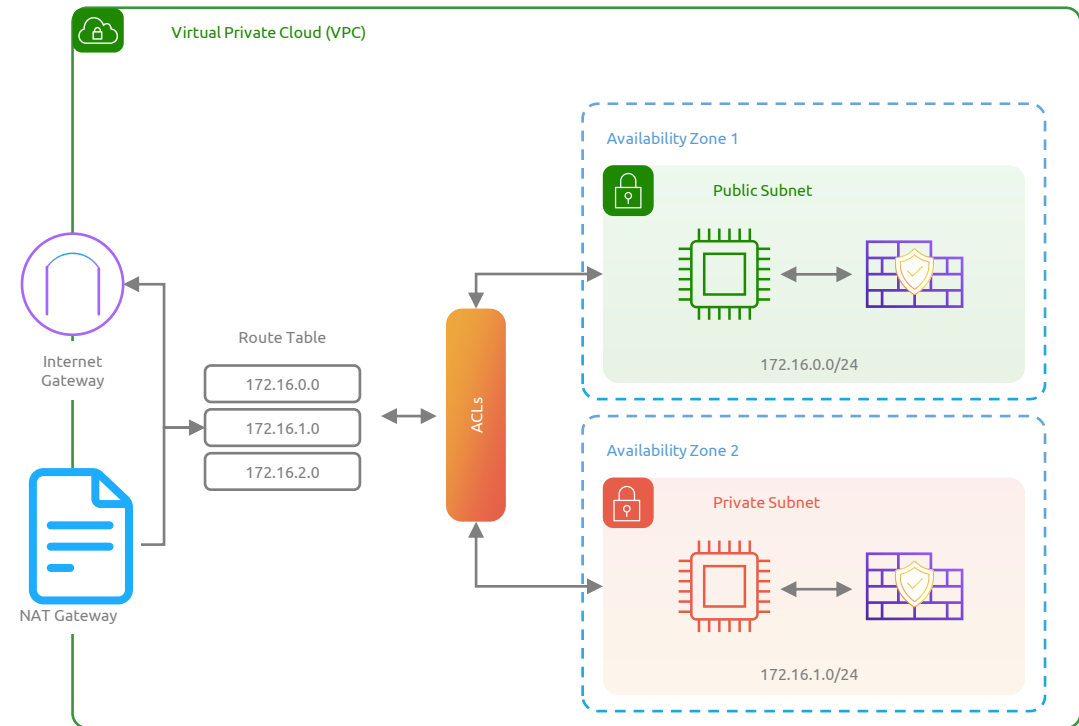 Virtual Private Cloud (VPC)
Availability Zone 1
Public Subnet
172.16.0.0/24
Internet
Gateway
Route Table
172.16.0.0
172.16.1.0
172.16.2.0
ACLs
NAT Gateway
Availability Zone 2
Private Subnet
172.16.1.0/24